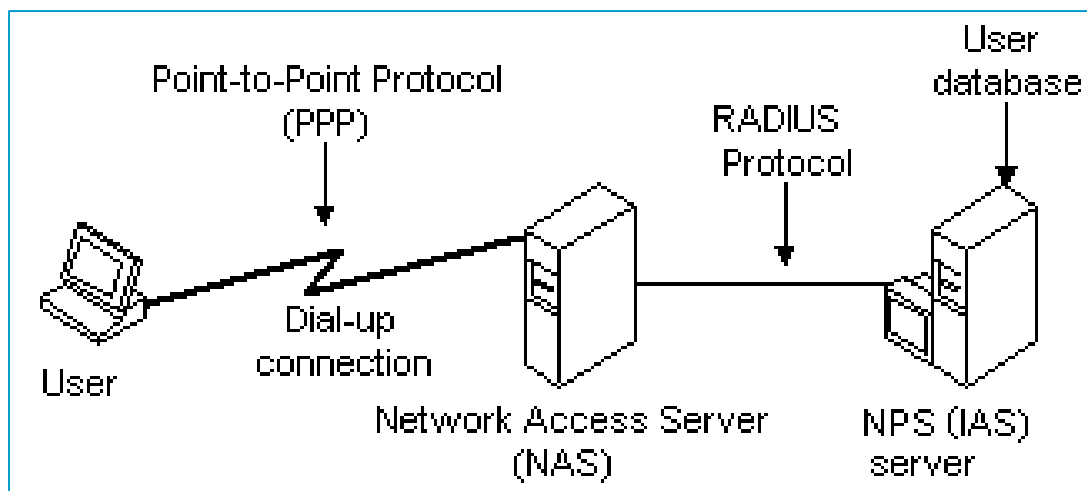 Point-to-Point Protocol
(PPP)
User
database
RADIUS
Protocol
Dial-up
connection
User
Network Access Server
(NAS)
NPS (IAS)
server